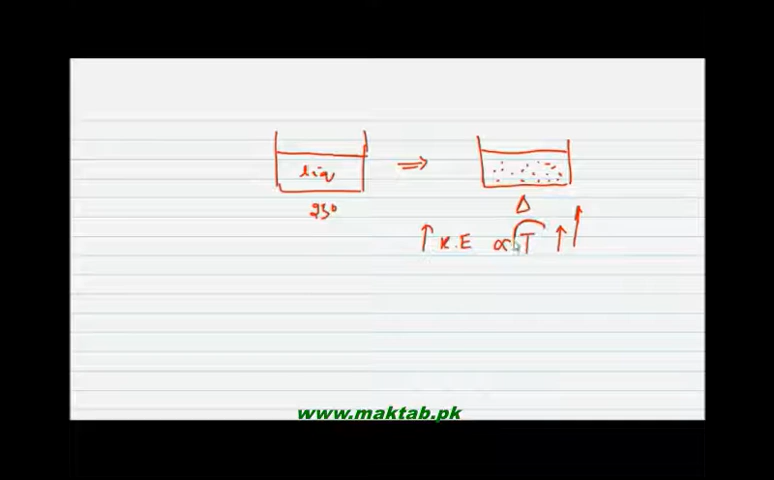 liq
⇒
25°
Δ
↑ K.E ∝ T ↑ ↑
www.maktab.pk